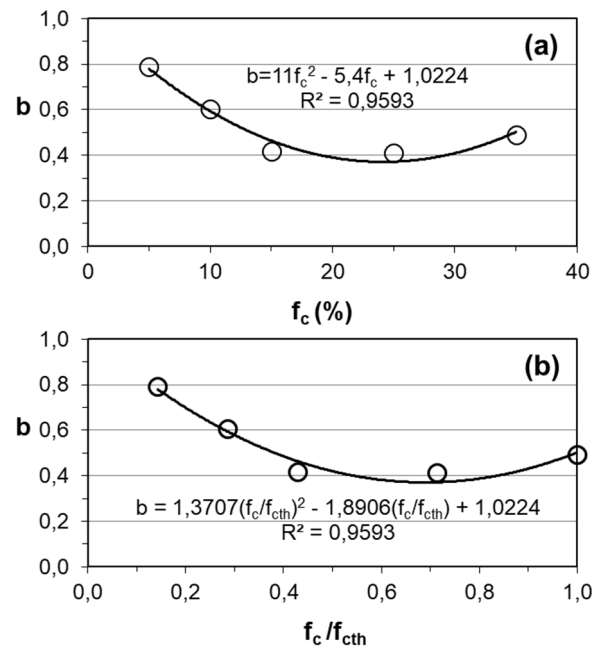 (a)
b=11fc² - 5,4fc + 1,0224
R² = 0,9593
b
1,0
0,8
0,6
0,4
0,2
0,0
0 10 20 30 40
fc (%)
(b)
b
1,0
0,8
0,6
0,4
0,2
0,0
b = 1,3707(fc/fcth)² - 1,8906(fc/fcth) + 1,0224
R² = 0,9593
0,0 0,2 0,4 0,6 0,8 1,0
fc/fcth